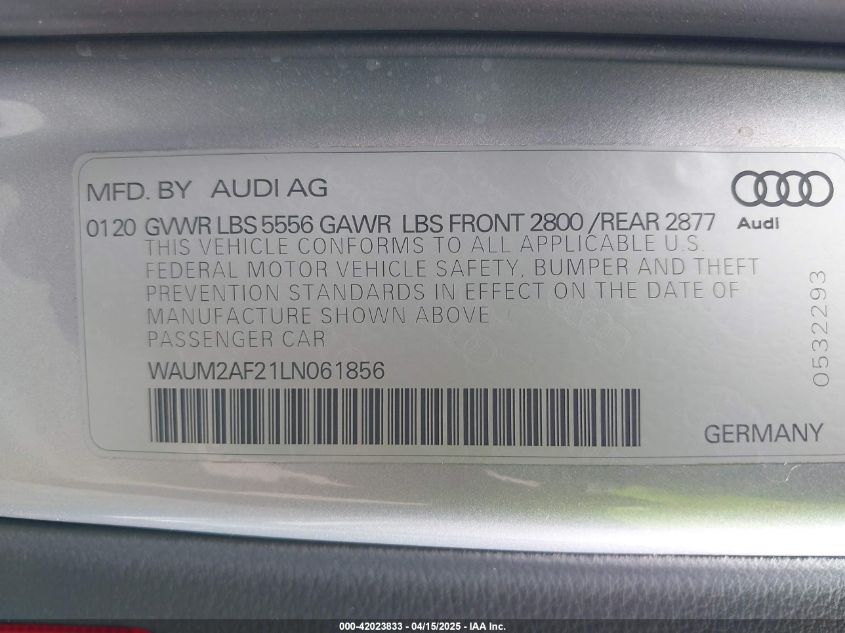 MFD. BY AUDI AG
0120 GVWR LBS 5556 GAWR LBS FRONT 2800 /REAR 2877
Audi
THIS VEHICLE CONFORMS TO ALL APPLICABLE U.S.
FEDERAL MOTOR VEHICLE SAFETY, BUMPER AND THEFT
PREVENTION STANDARDS IN EFFECT ON THE DATE OF
MANUFACTURE SHOWN ABOVE
PASSENGER CAR
WAUM2AF21LN061856
0532293
GERMANY
000-42023833 - 04/15/2025 - IAA Inc.